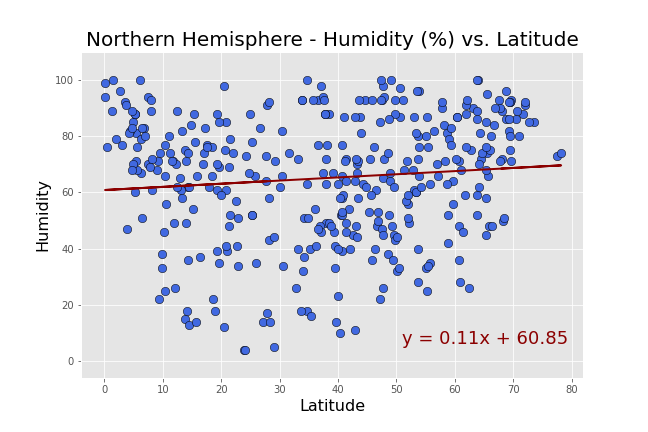 Northern Hemisphere - Humidity (%) vs. Latitude
100
80
60
40
20
0
Humidity
y = 0.11x + 60.85
0 10 20 30 40 50 60 70 80
Latitude